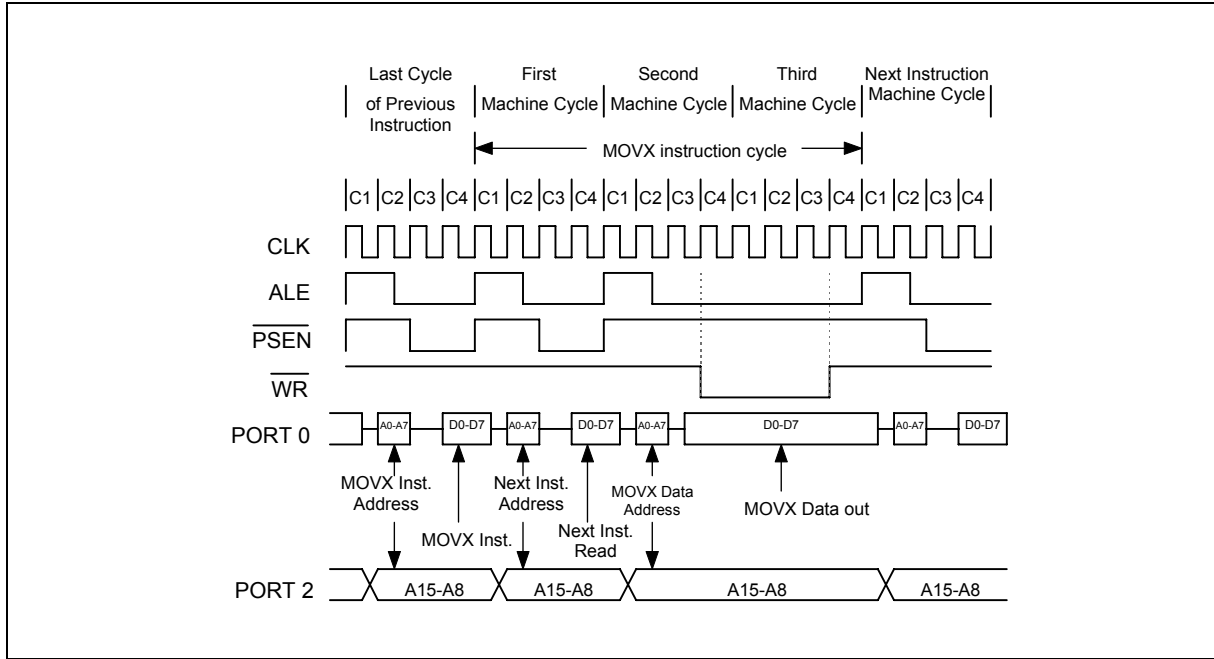 Last Cycle
of Previous
Instruction
First
Machine Cycle
Second
Machine Cycle
Third
Machine Cycle
Next Instruction
Machine Cycle
MOVX instruction cycle
C1 C2 C3 C4 C1 C2 C3 C4 C1 C2 C3 C4 C1 C2 C3 C4 C1 C2 C3 C4
CLK
ALE
PSEN
WR
PORT 0
A0-A7 D0-D7 A0-A7 D0-D7 A0-A7 D0-D7 A0-A7 D0-D7
MOVX Inst.
Address
MOVX Inst.
Next Inst.
Address
Next Inst.
Read
MOVX Data
Address
MOVX Data out
PORT 2
A15-A8 A15-A8 A15-A8 A15-A8